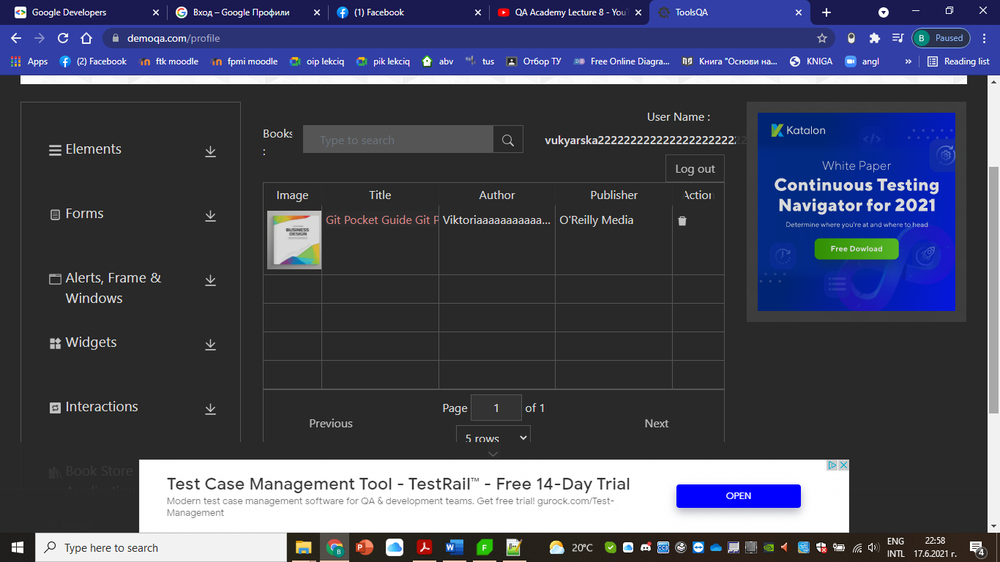 Google Developers
Вход – Google Профили
(1) Facebook
QA Academy Lecture 8 - You
ToolsQA
demoqa.com/profile
B Paused
Apps
(2) Facebook
ftk moodle
fpmi moodle
oip lekciq
pik lekciq
abv
tus
Отбор ТУ
Free Online Diagra...
Книга "Основи на...
KNIGA
angl
»
Reading list
Elements
Forms
Alerts, Frame &
Windows
Widgets
Interactions
Book Store
Books
:
Type to search
User Name :
Log out
Image Title Author Publisher Action
BUSINESS
DESIGN
Git Pocket Guide Git P Viktoriaaaaaaaaaaaa... O'Reilly Media
Page 1 of 1
Previous
Next
5 rows
Katalon
White Paper
Continuous Testing
Navigator for 2021
Determine where you're at and where to head
Free Dowload
Test Case Management Tool - TestRail™ - Free 14-Day Trial
Modern test case management software for QA & development teams. Get free trial! gurock.com/Test-
Management
OPEN
Type here to search
20°C
ENG
INTL
22:58
17.6.2021 г.
4